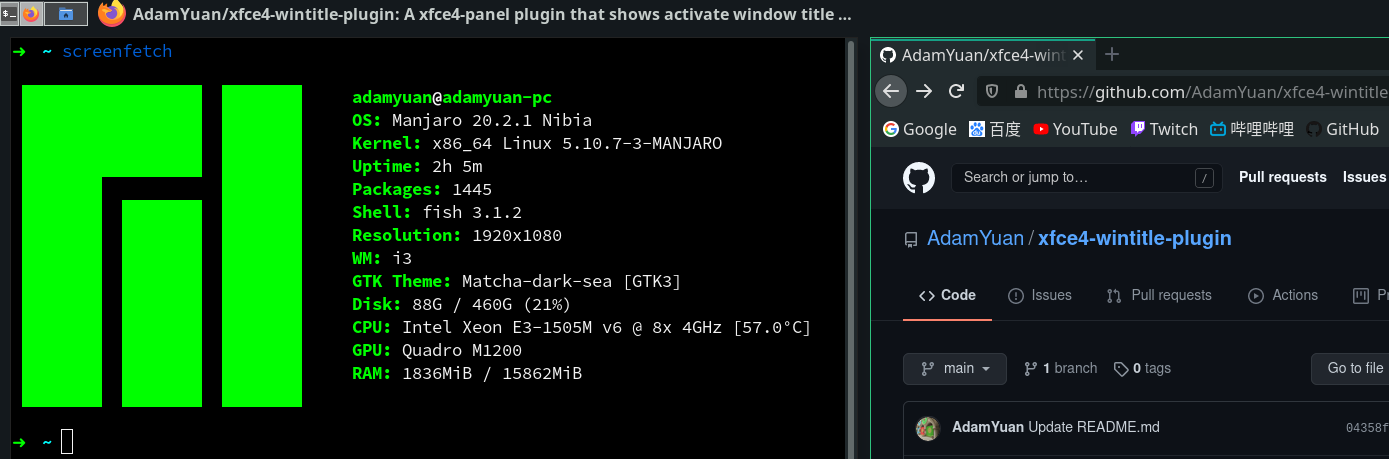 AdamYuan/xfce4-wintitle-plugin: A xfce4-panel plugin that shows activate window title ...
➜ ~ screenfetch
adamyuan@adamyuan-pc
OS: Manjaro 20.2.1 Nibia
Kernel: x86_64 Linux 5.10.7-3-MANJARO
Uptime: 2h 5m
Packages: 1445
Shell: fish 3.1.2
Resolution: 1920x1080
WM: i3
GTK Theme: Matcha-dark-sea [GTK3]
Disk: 88G / 460G (21%)
CPU: Intel Xeon E3-1505M v6 @ 8x 4GHz [57.0°C]
GPU: Quadro M1200
RAM: 1836MiB / 15862MiB
➜ ~
AdamYuan/xfce4-wint
https://github.com/AdamYuan/xfce4-wintitle
Google 百度 YouTube Twitch 哔哩哔哩 GitHub
Search or jump to… / Pull requests Issues
AdamYuan / xfce4-wintitle-plugin
Code Issues Pull requests Actions Pr
main 1 branch 0 tags Go to file
AdamYuan Update README.md 04358f